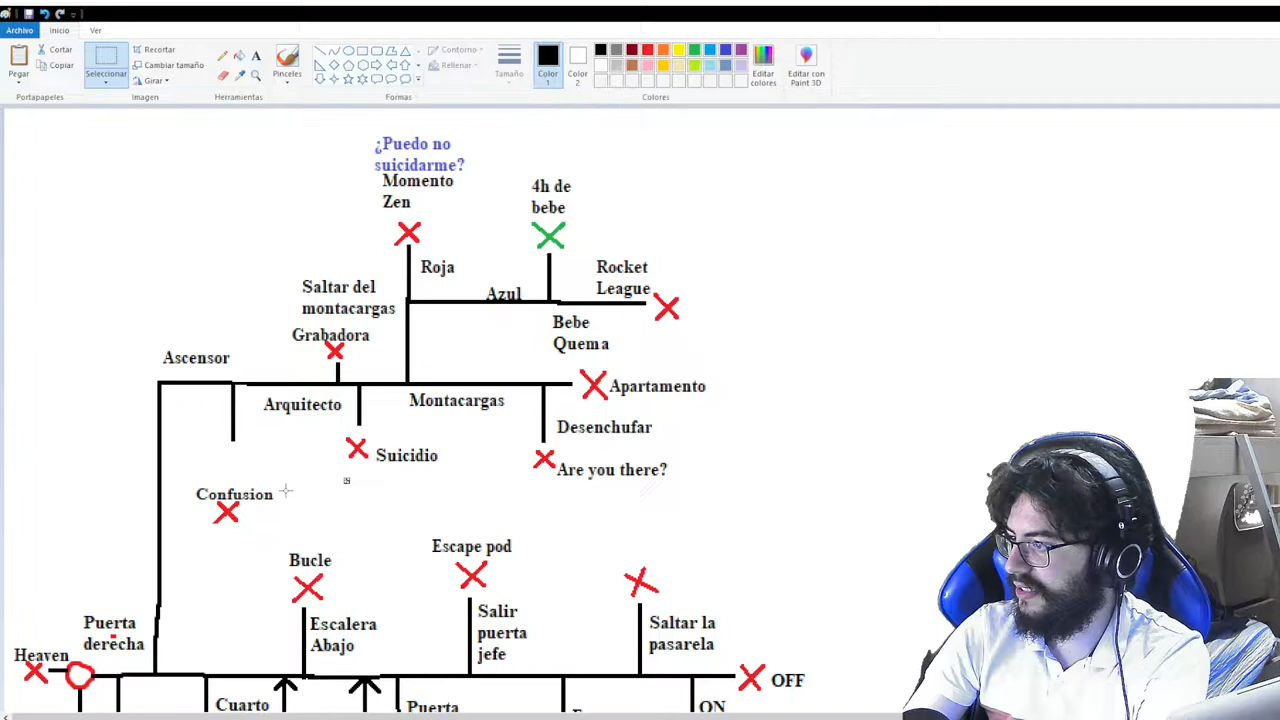 Archivo Inicio Ver
Pegar
Cortar
Copiar
Portapapeles
Seleccionar
Recortar
Cambiar tamaño
Girar
Imagen
Herramientas
Pinceles
Contorno
Rellenar
Formas
Tamaño
Color
1
Color
2
Editar
colores
Editar con
Paint 3D
Colores
¿Puedo no
suicidarme?
Momento
Zen
4h de
bebe
Roja
Rocket
League
Saltar del
montacargas
Azul
Grabadora
Bebe
Quema
Ascensor
Apartamento
Arquitecto
Montacargas
Desenchufar
Suicidio
Are you there?
Confusion
Bucle
Escape pod
Puerta
derecha
Escalera
Abajo
Salir
puerta
jefe
Saltar la
pasarela
Heaven
OFF
Cuarto
Puerta
ON